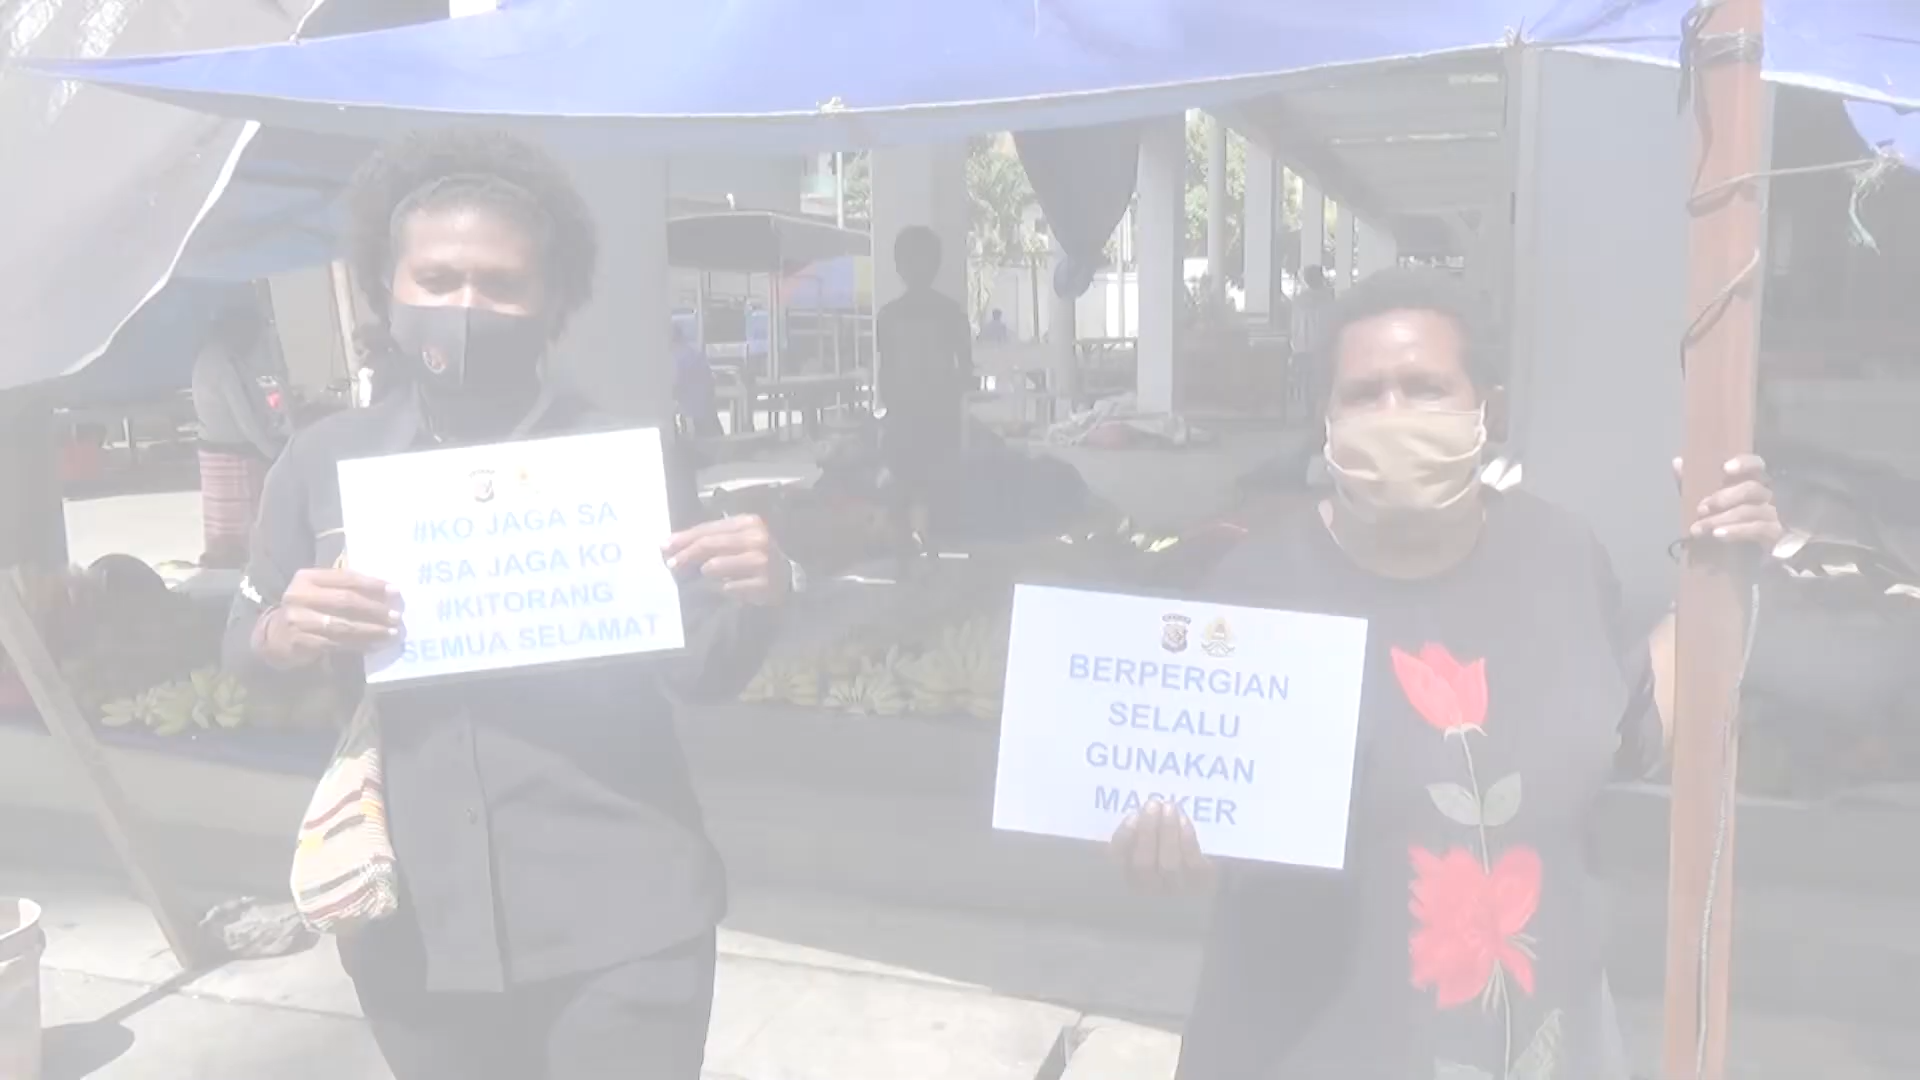 #KO JAGA SA
#SA JAGA KO
#KITORANG
SEMUA SELAMAT
BERPERGIAN
SELALU
GUNAKAN
MASKER